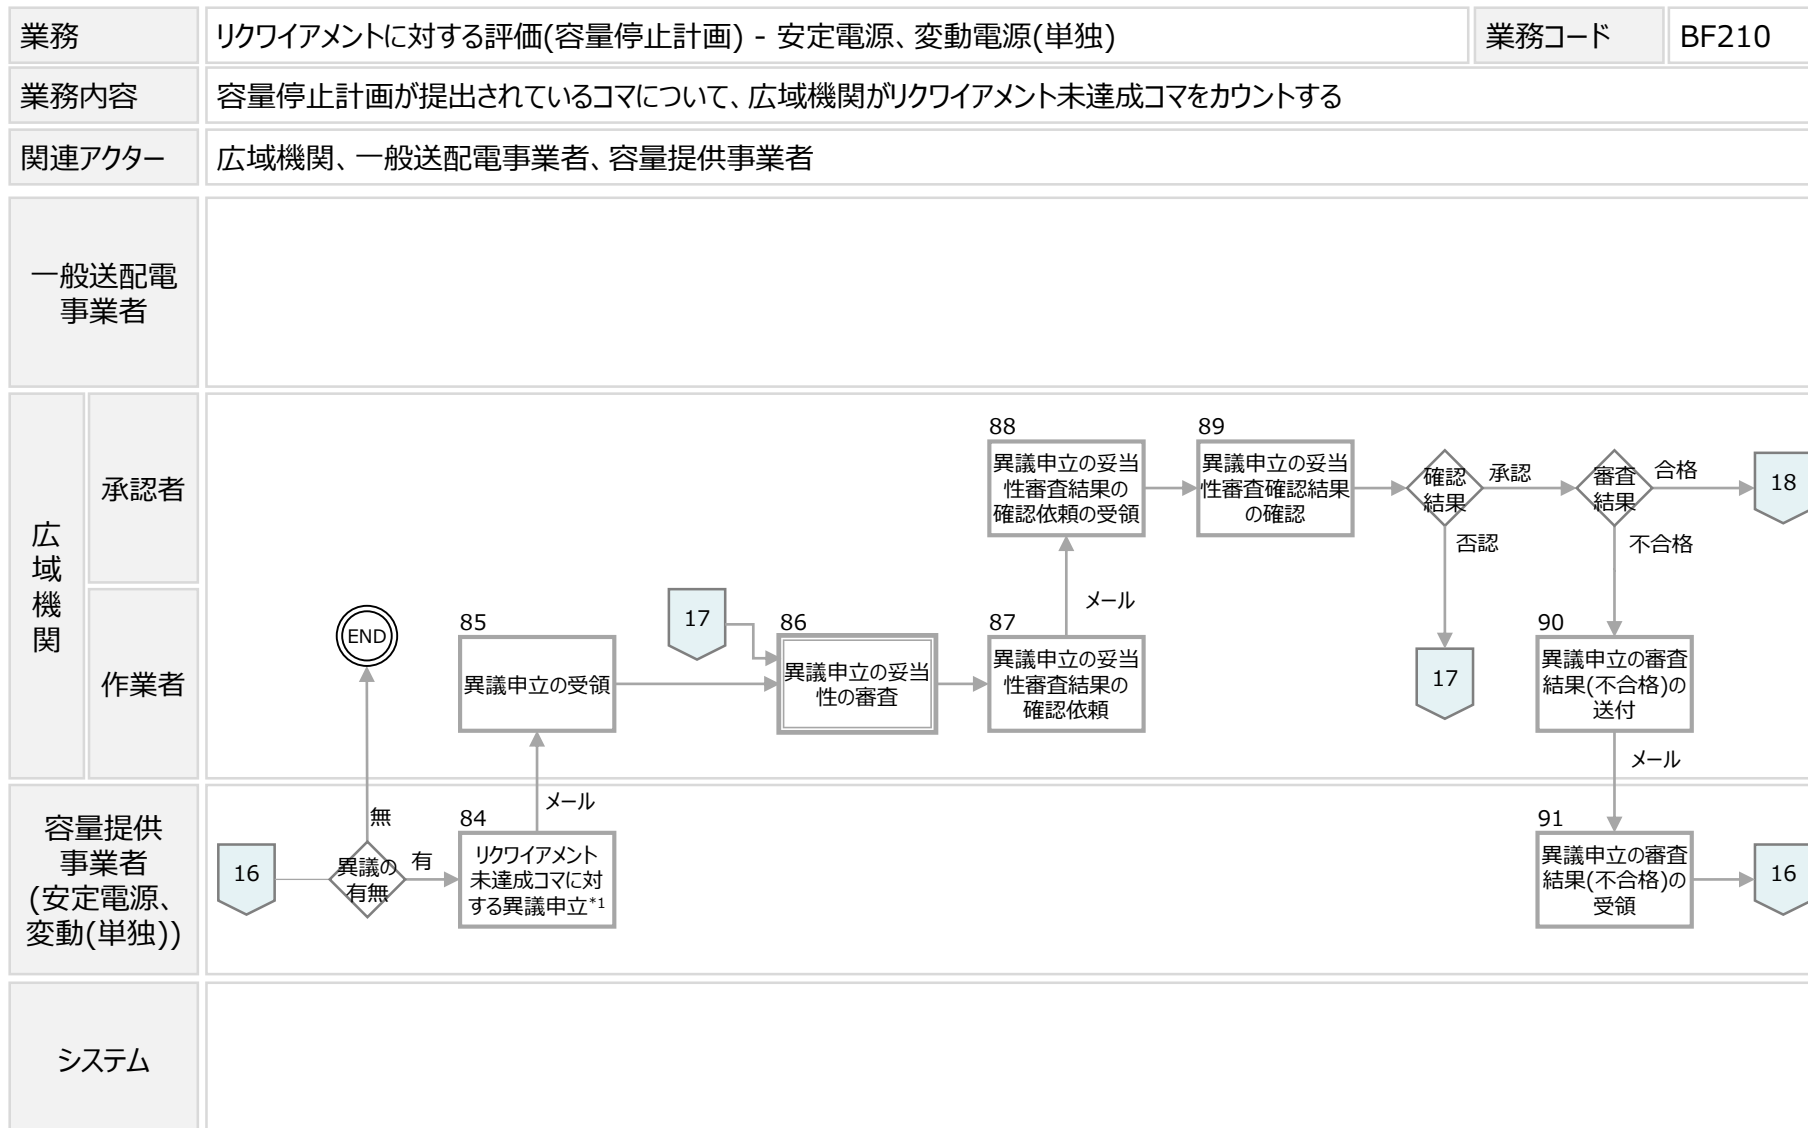 業務
リクワイアメントに対する評価(容量停止計画) - 安定電源、変動電源(単独)
業務コード
BF210
業務内容
容量停止計画が提出されているコマについて、広域機関がリクワイアメント未達成コマをカウントする
関連アクター
広域機関、一般送配電事業者、容量提供事業者
一般送配電
事業者
広
域
機
関
承認者
88
異議申立の妥当
性審査結果の
確認依頼の受領
89
異議申立の妥当
性審査確認結果
の確認
確認
結果
承認
否認
審査
結果
合格
不合格
18
作業者
END
85
異議申立の受領
17
86
異議申立の妥当
性の審査
87
異議申立の妥当
性審査結果の
確認依頼
メール
17
90
異議申立の審査
結果(不合格)の
送付
メール
容量提供
事業者
(安定電源、
変動(単独))
16
異議の
有無
無
有
84
リクワイアメント
未達成コマに対
する異議申立*1
メール
91
異議申立の審査
結果(不合格)の
受領
16
システム